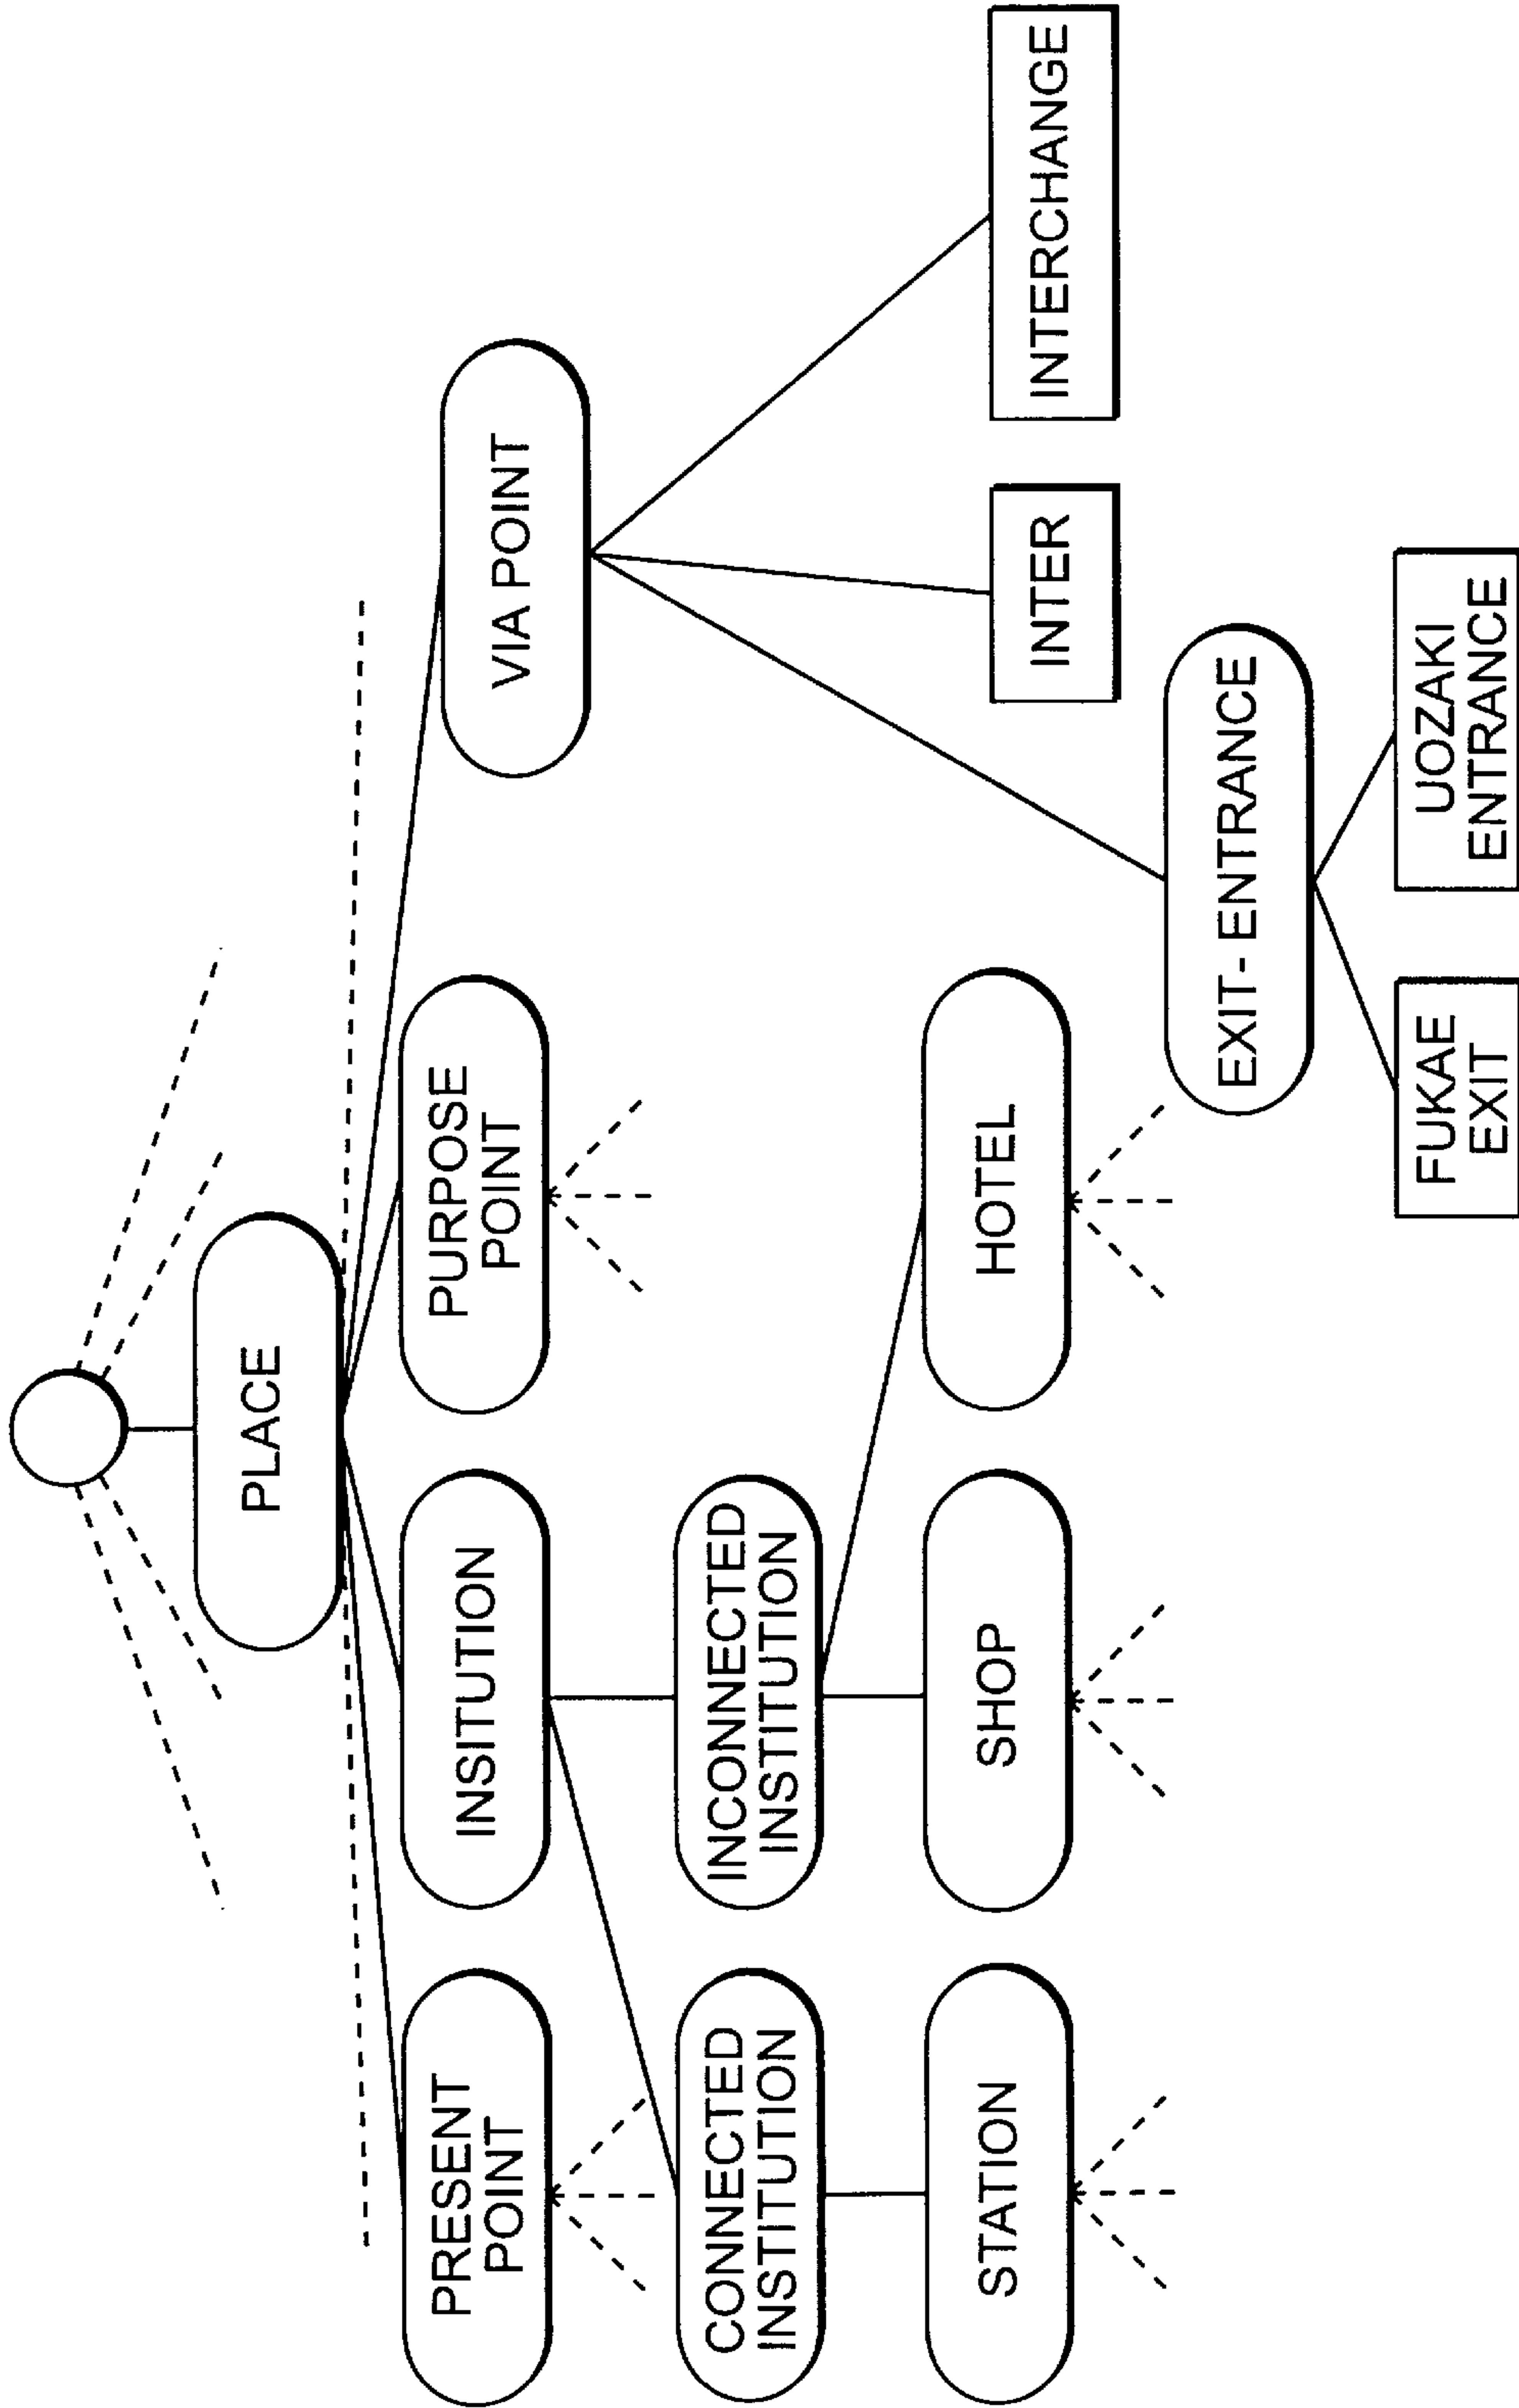 PLACE
PRESENT
POINT
INSITUTION
PURPOSE
POINT
VIA POINT
CONNECTED
INSTITUTION
INCONNECTED
INSTITUTION
STATION
SHOP
HOTEL
INTER
INTERCHANGE
EXIT- ENTRANCE
FUKAE
EXIT
UOZAKI
ENTRANCE